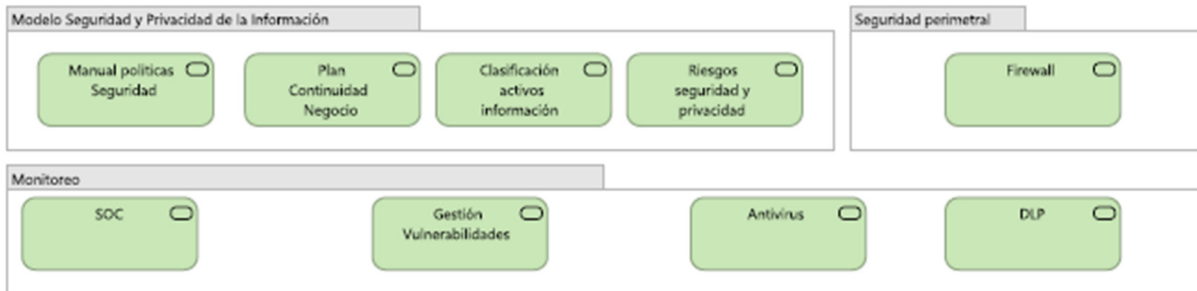 Modelo Seguridad y Privacidad de la Información
Seguridad perimetral
Manual politicas
Seguridad
Plan
Continuidad
Negocio
Clasificación
activos
información
Riesgos
seguridad y
privacidad
Firewall
Monitoreo
SOC
Gestión
Vulnerabilidades
Antivirus
DLP